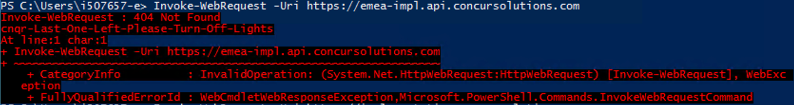 PS C:\Users\i507657-e> Invoke-WebRequest -Uri https://emea-impl.api.concursolutions.com
Invoke-WebRequest : 404 Not Found
cnqr-Last-One-Left-Please-Turn-Off-Lights
At line:1 char:1
+ Invoke-WebRequest -Uri https://emea-impl.api.concursolutions.com
+ ~~~~~~~~~~~~~~~~~~~~~~~~~~~~~~~~~~~~~~~~~~~~~~~~~~~~~~~~~~~~~~~~
+ CategoryInfo : InvalidOperation: (System.Net.HttpWebRequest:HttpWebRequest) [Invoke-WebRequest], WebExc
eption
+ FullyQualifiedErrorId : WebCmdletWebResponseException,Microsoft.PowerShell.Commands.InvokeWebRequestCommand